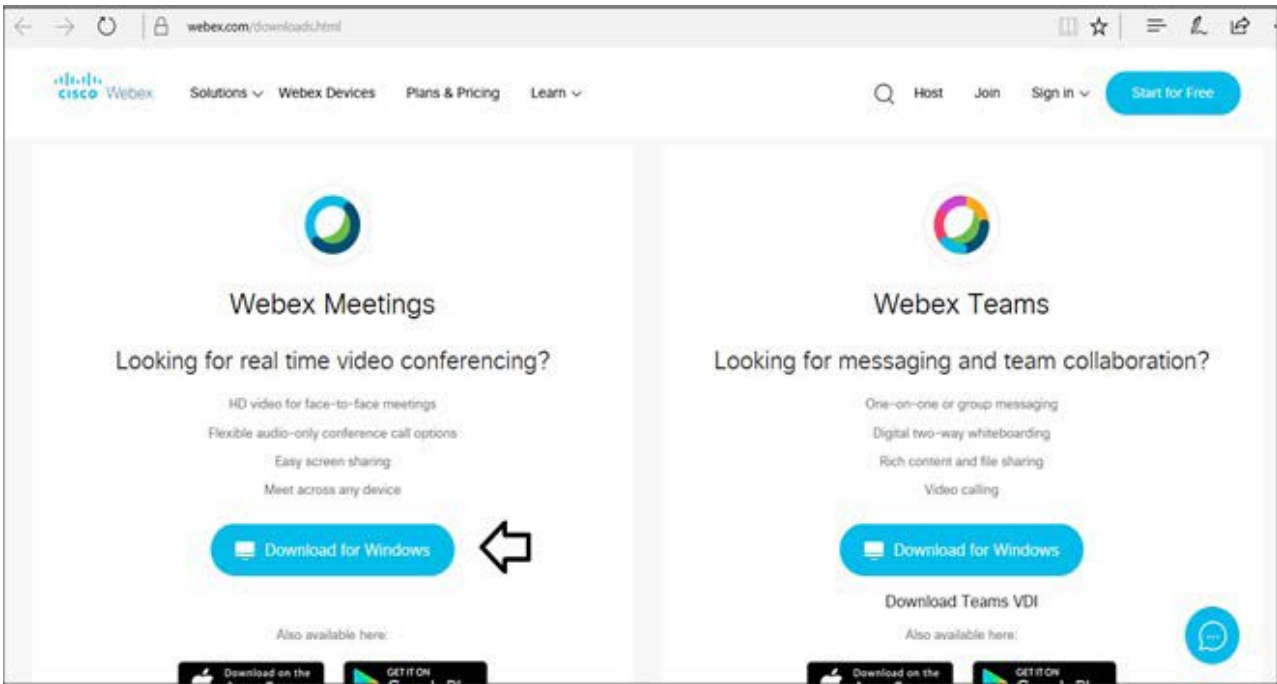 webex.com/downloads.html
CISCO Webex
Solutions Webex Devices Plans & Pricing Learn
Host Join Sign in Start for Free
Webex Meetings
Looking for real time video conferencing?
HD video for face-to-face meetings
Flexible audio-only conference call options
Easy screen sharing
Meet across any device
Download for Windows
Also available here:
Download on the
GET IT ON
Webex Teams
Looking for messaging and team collaboration?
One-on-one or group messaging
Digital two-way whiteboarding
Rich content and file sharing
Video calling
Download for Windows
Download Teams VDI
Also available here:
Download on the
GET IT ON